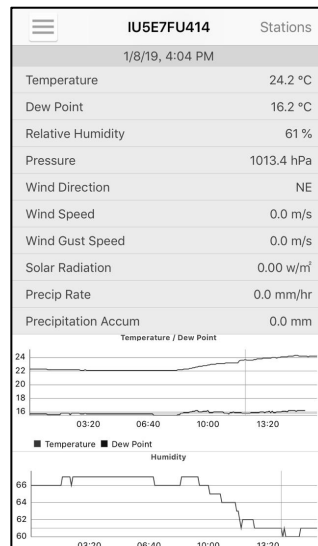 IU5E7FU414 Stations
1/8/19, 4:04 PM
Temperature 24.2 °C
Dew Point 16.2 °C
Relative Humidity 61 %
Pressure 1013.4 hPa
Wind Direction NE
Wind Speed 0.0 m/s
Wind Gust Speed 0.0 m/s
Solar Radiation 0.00 w/m²
Precip Rate 0.0 mm/hr
Precipitation Accum 0.0 mm
Temperature / Dew Point
24
22
20
18
16
03:20 06:40 10:00 13:20
Temperature Dew Point
Humidity
66
64
62
60
03:20 06:40 10:00 13:20